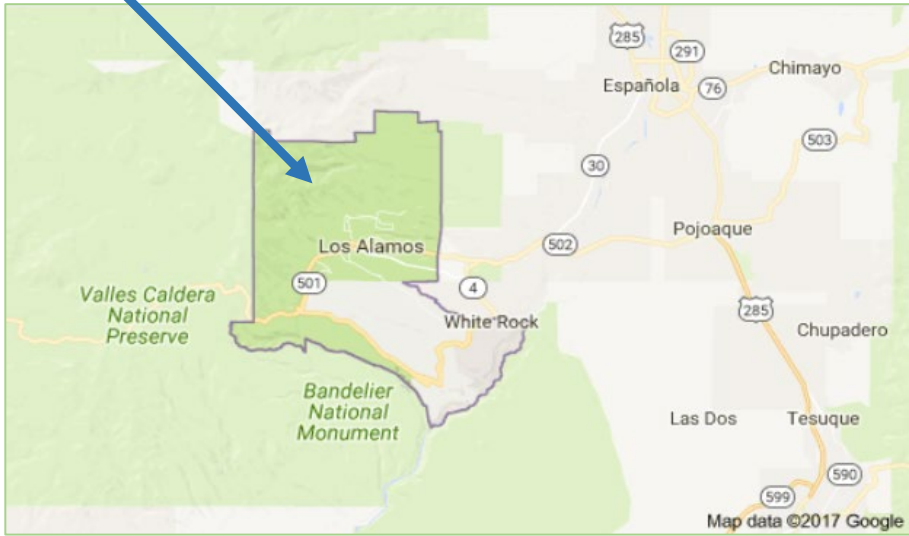 285
291
Chimayo
Española
76
503
30
Pojoaque
502
Los Alamos
501
4
Valles Caldera
National
Preserve
285
White Rock
Chupadero
Bandelier
National
Monument
Las Dos
Tesuque
590
599
Map data ©2017 Google